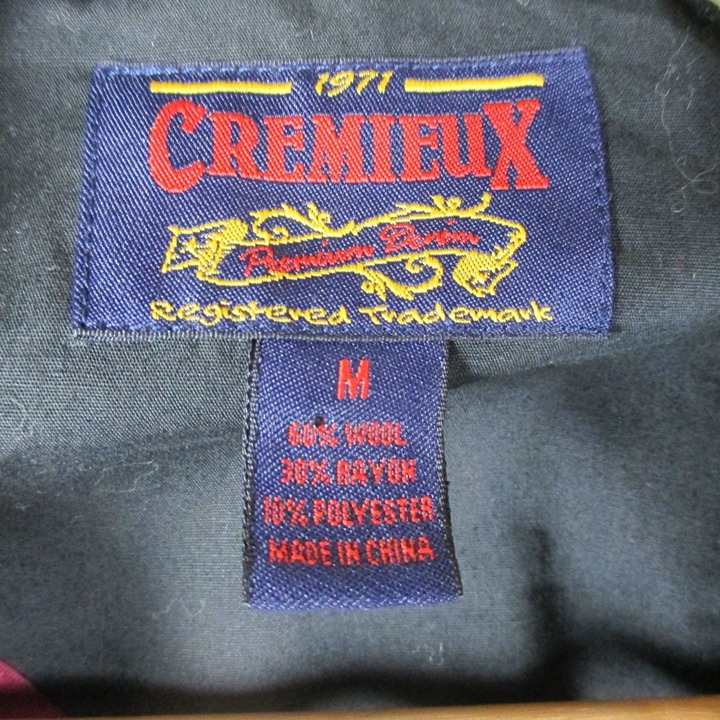 1971
CREMIEUX
Premium Denim
Registered Trademark
M
60% WOOL
30% RAYON
10% POLYESTER
MADE IN CHINA